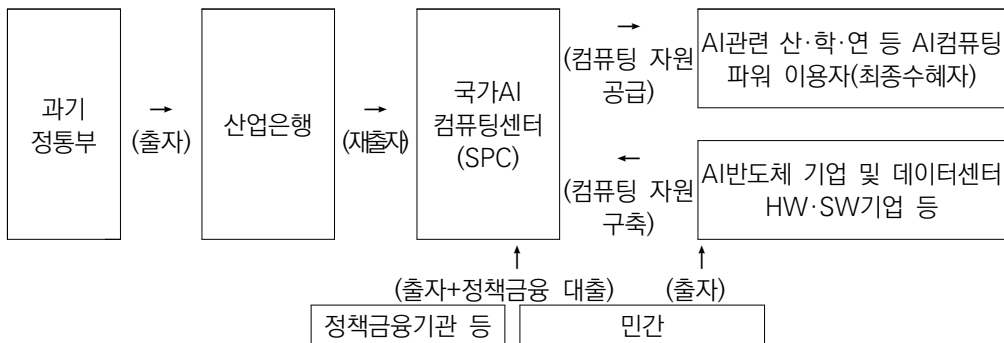 과기
정통부
→
(출자)
산업은행
→
(재출자)
국가AI
컴퓨팅센터
(SPC)
→
(컴퓨팅 자원
공급)
AI관련 산·학·연 등 AI컴퓨팅
파워 이용자(최종수혜자)
←
(컴퓨팅 자원
구축)
AI반도체 기업 및 데이터센터
HW·SW기업 등
↑
(출자+정책금융 대출)
↑
(출자)
정책금융기관 등
민간